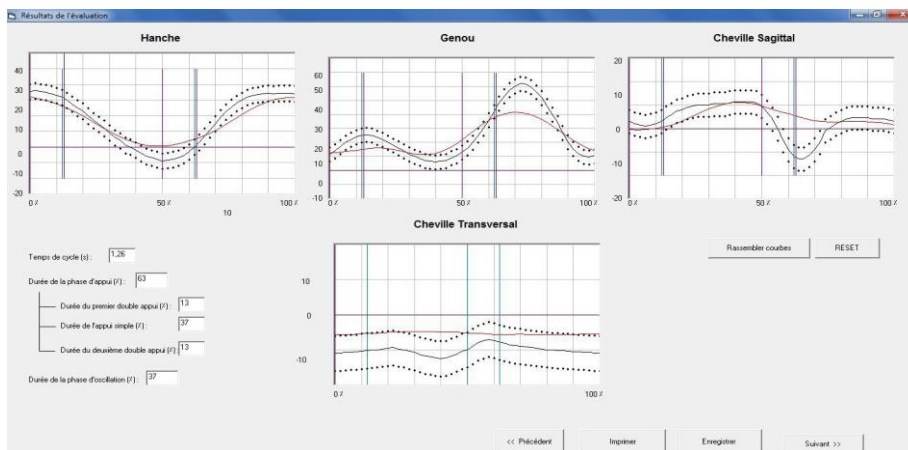 Résultats de l'évaluation
Hanche
Genou
Cheville Sagittal
40
30
20
10
0
-10
-20
0 %
50 %
100 %
10
60
50
40
30
20
10
0
-10
0 %
50 %
100 %
20
10
0
-10
-20
0 %
50 %
100 %
Cheville Transversal
10
0
-10
0 %
50 %
100 %
Temps de cycle (s) : 1,26
Durée de la phase d'appui (%) : 63
Durée du premier double appui (%) : 13
Durée de l'appui simple (%) : 37
Durée du deuxième double appui (%) : 13
Durée de la phase d'oscillation (%) : 37
Rassembler courbes
RESET
<< Précédent
Imprimer
Enregistrer
Suivant >>